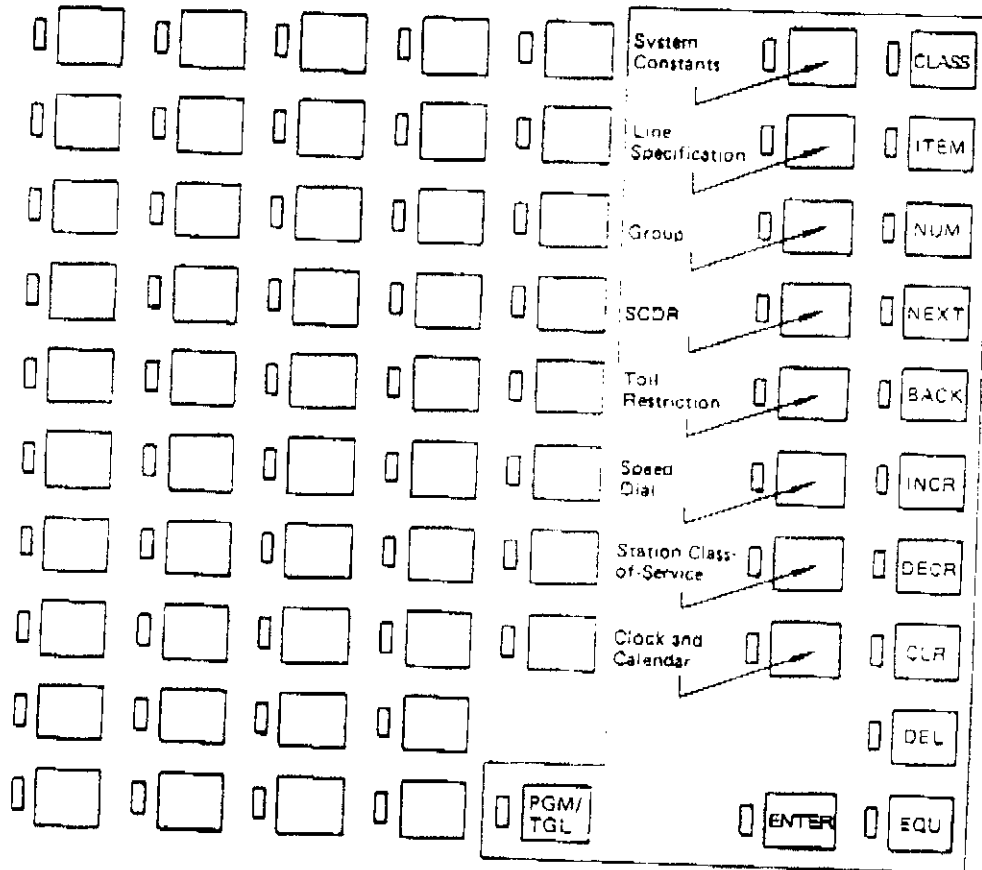 System
Constants
CLASS
Line
Specification
ITEM
Group
NUM
SCDR
NEXT
Toll
Restriction
BACK
Speed
Dial
INCR
Station Class-
of-Service
DECR
Clock and
Calendar
CLR
DEL
PGM/
TGL
ENTER
EQU